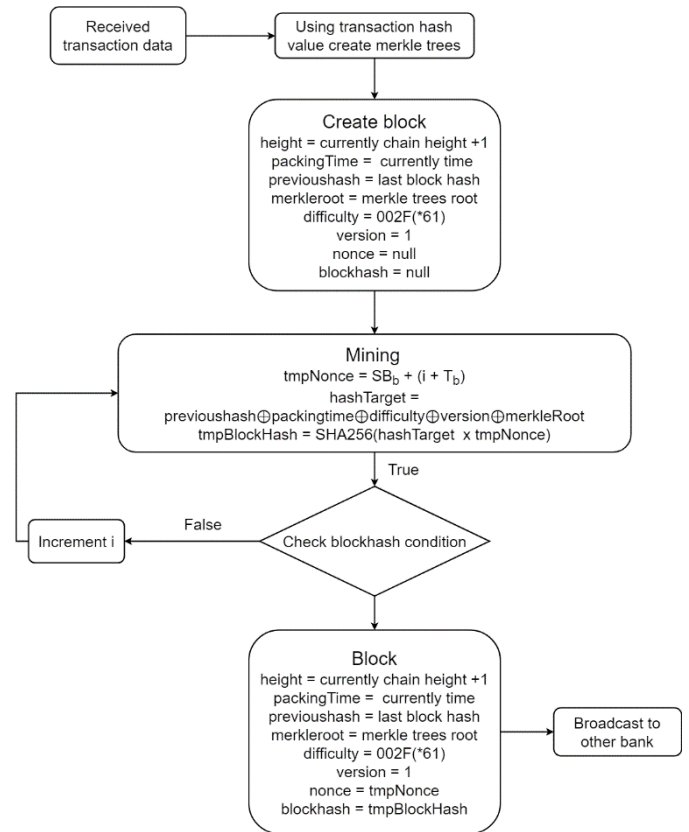 Received
transaction data
Using transaction hash
value create merkle trees
Create block
height = currently chain height +1
packingTime = currently time
previoushash = last block hash
merkleroot = merkle trees root
difficulty = 002F(*61)
version = 1
nonce = null
blockhash = null
Mining
tmpNonce = SB_b + (i + T_b)
hashTarget =
previoushash⊕packingtime⊕difficulty⊕version⊕merkleRoot
tmpBlockHash = SHA256(hashTarget x tmpNonce)
True
False
Increment i
Check blockhash condition
Block
height = currently chain height +1
packingTime = currently time
previoushash = last block hash
merkleroot = merkle trees root
difficulty = 002F(*61)
version = 1
nonce = tmpNonce
blockhash = tmpBlockHash
Broadcast to
other bank